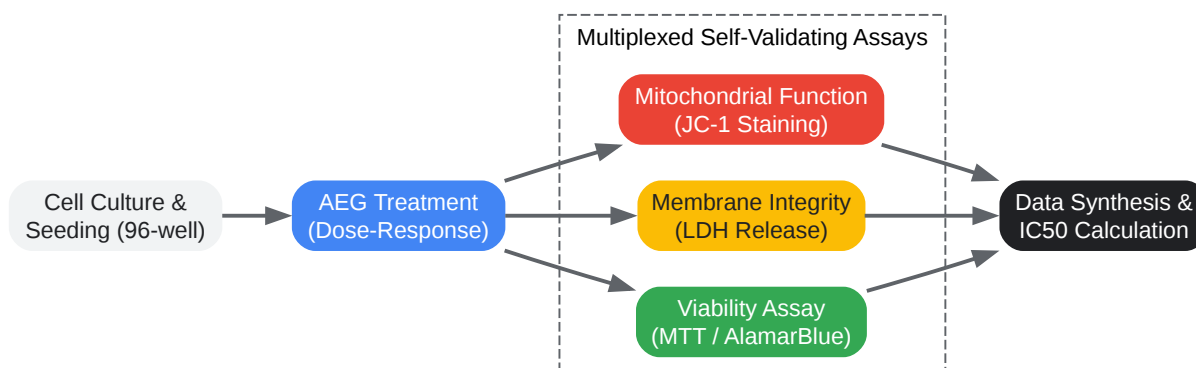 Multiplexed Self-Validating Assays
Mitochondrial Function
(JC-1 Staining)
Cell Culture &
Seeding (96-well)
AEG Treatment
(Dose-Response)
Membrane Integrity
(LDH Release)
Data Synthesis &
IC50 Calculation
Viability Assay
(MTT / AlamarBlue)